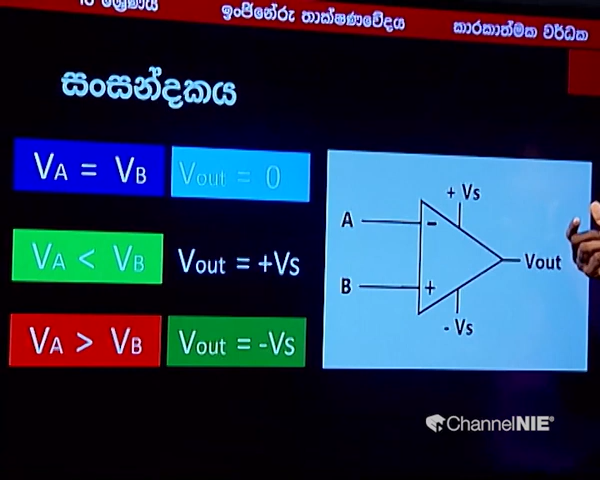 ඉංජිනේරු තාක්ෂණවේදය
කාරකාත්මක වර්ධක
සංසන්දකය
VA = VB
Vout = 0
VA < VB
Vout = +Vs
VA > VB
Vout = -Vs
+ Vs
A
-
Vout
B
+
- Vs
ChannelNIE